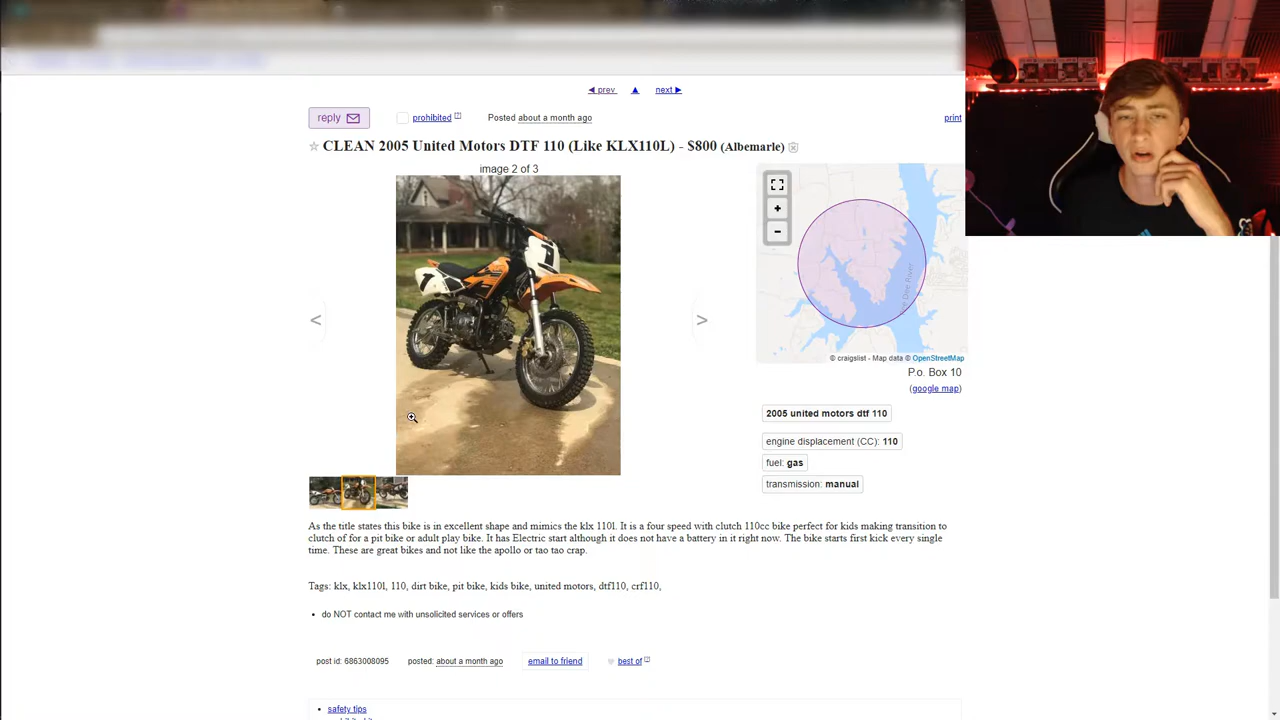 ◀ prev ▲ next ▶
reply prohibited [?] Posted about a month ago print
☆ CLEAN 2005 United Motors DTF 110 (Like KLX110L) - $800 (Albemarle)
image 2 of 3
1
+
-
< >
© craigslist - Map data © OpenStreetMap
P.o. Box 10
(google map)
2005 united motors dtf 110
engine displacement (CC): 110
fuel: gas
transmission: manual
As the title states this bike is in excellent shape and mimics the klx 110l. It is a four speed with clutch 110cc bike perfect for kids making transition to
clutch of for a pit bike or adult play bike. It has Electric start although it does not have a battery in it right now. The bike starts first kick every single
time. These are great bikes and not like the apollo or tao tao crap.
Tags: klx, klx110l, 110, dirt bike, pit bike, kids bike, united motors, dtf110, crf110,
• do NOT contact me with unsolicited services or offers
post id: 6863008095 posted: about a month ago email to friend ♥ best of [?]
• safety tips